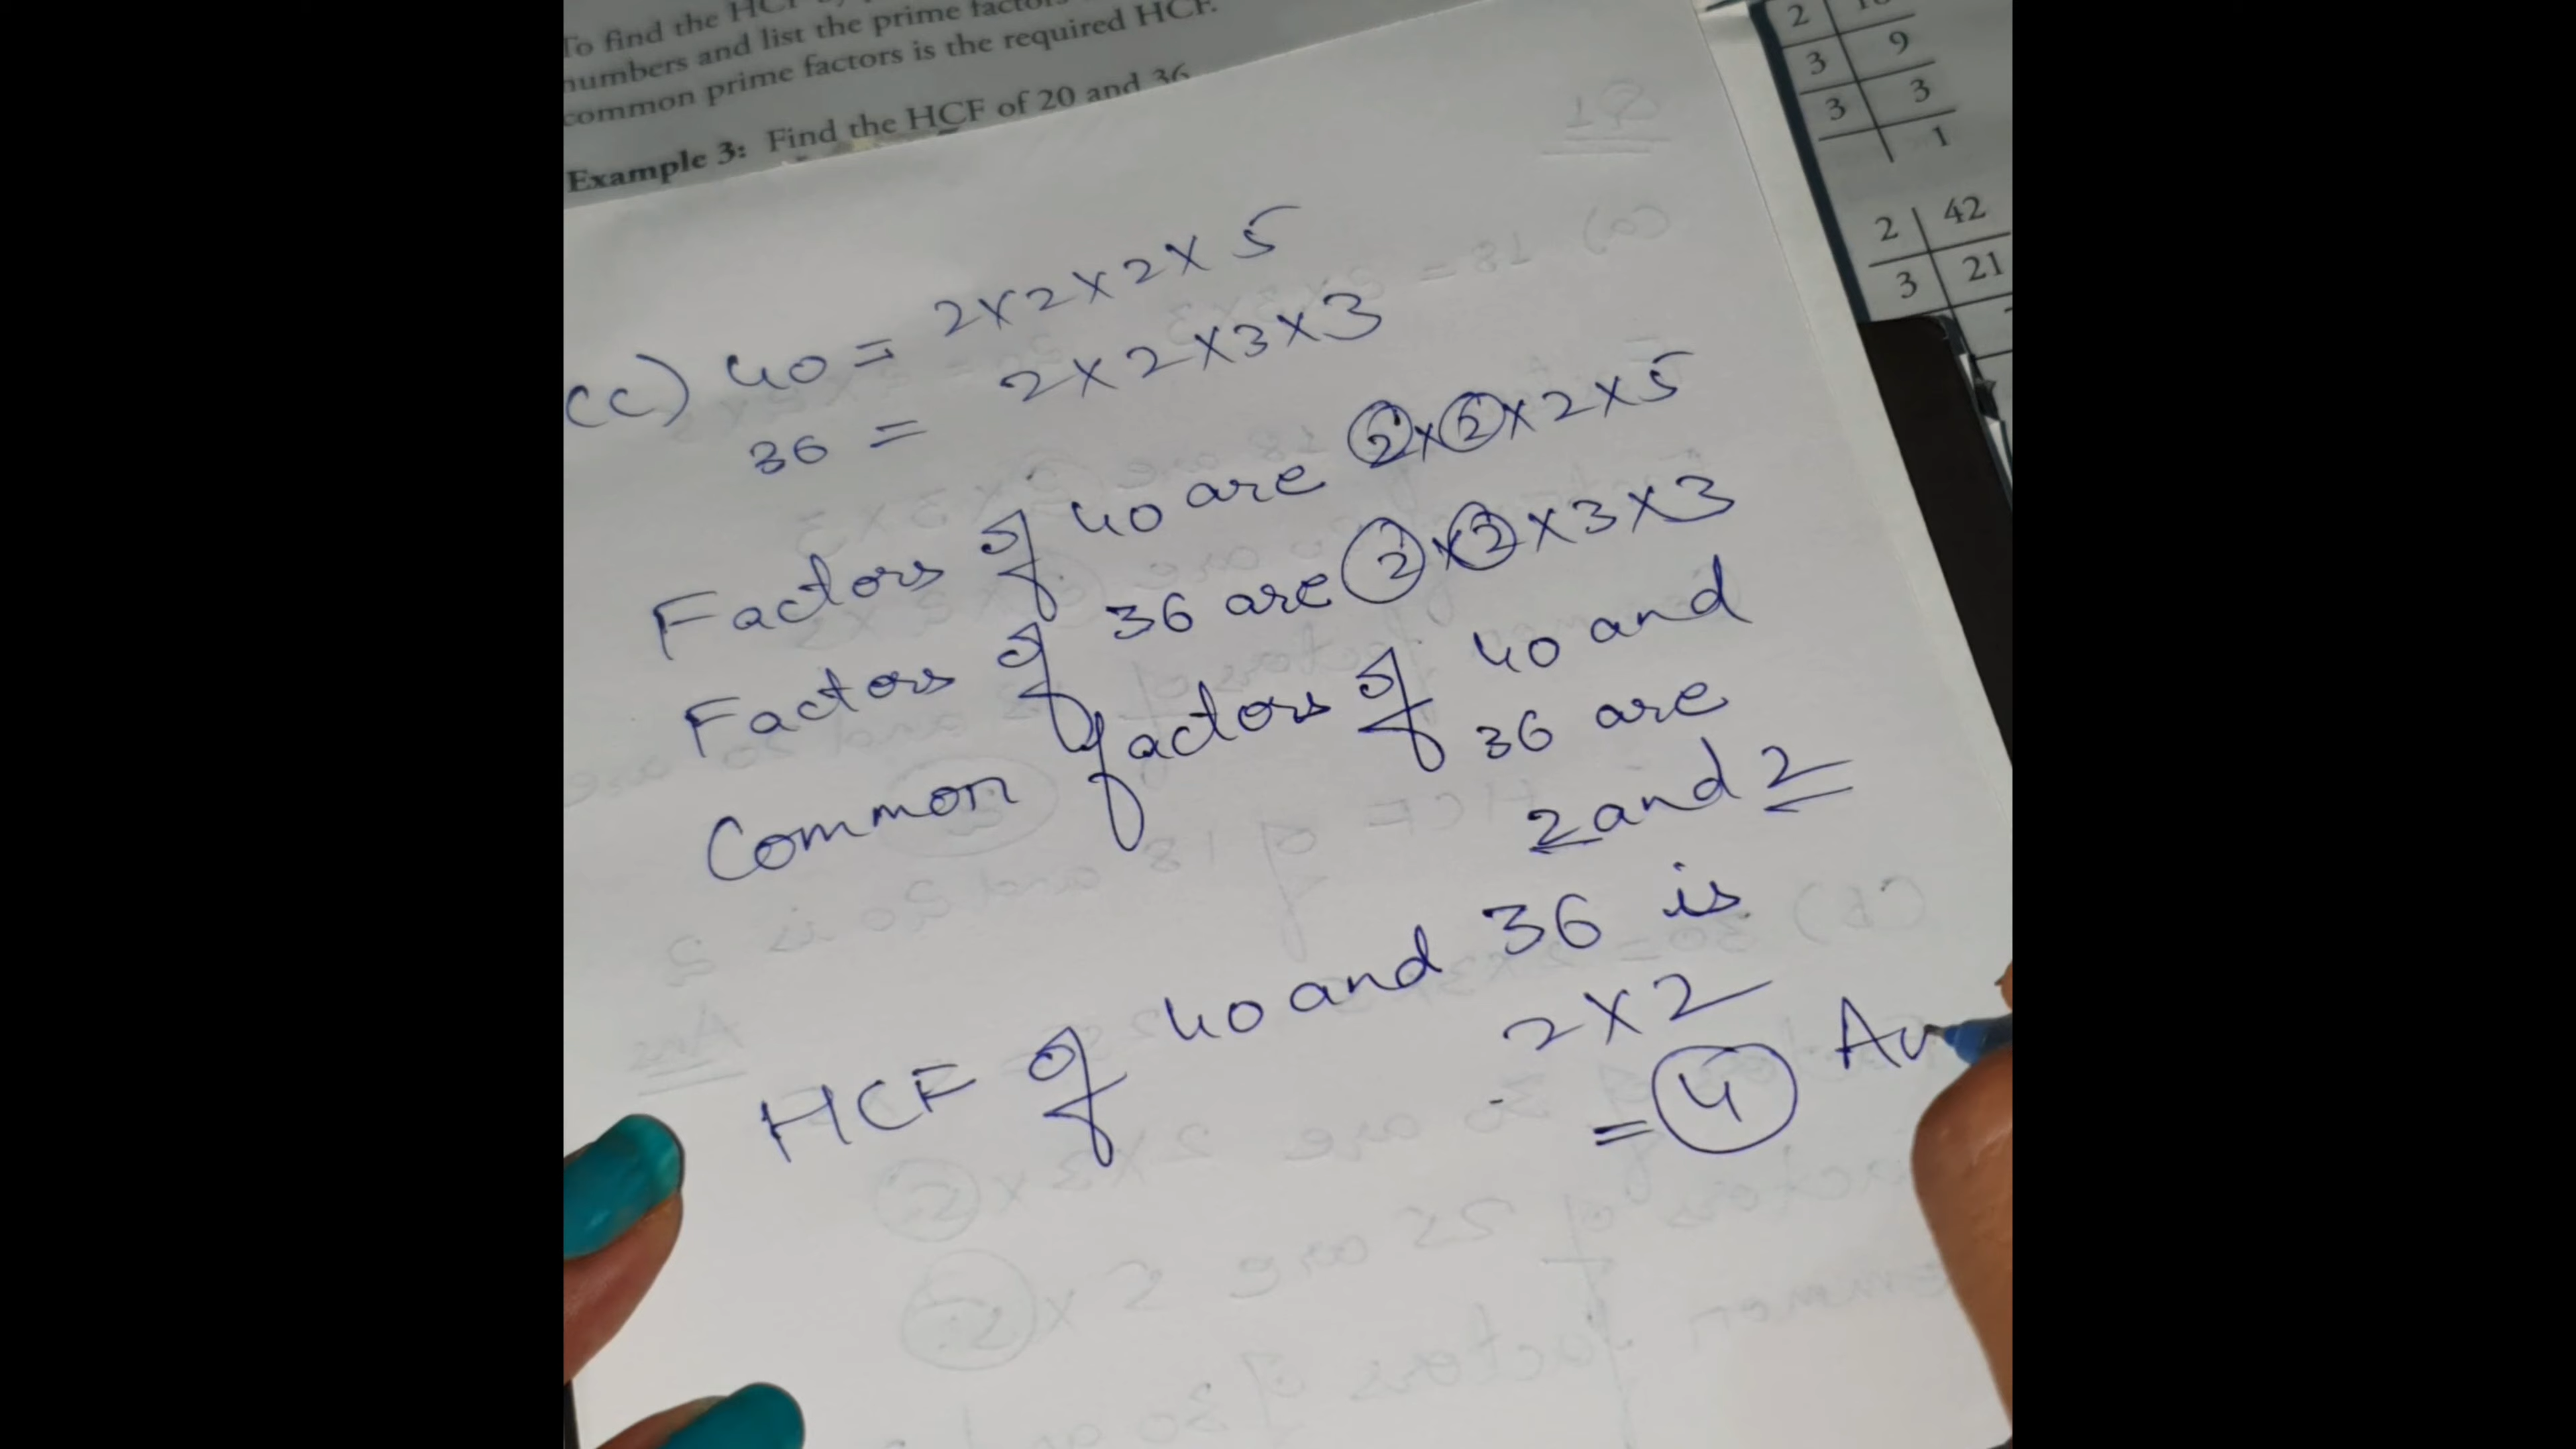 To find the HCF
numbers and list the prime factors
common prime factors is the required HCF.
Example 3: Find the HCF of 20 and 36
2
3 9
3 3
1
2 42
3 21
(c) 40 = 2×2×2×5
36 = 2×2×3×3
Factors of 40 are 2×2×2×5
Factors of 36 are 2×2×3×3
Common factors of 40 and
36 are
2 and 2
HCF of 40 and 36 is
2×2
= 4